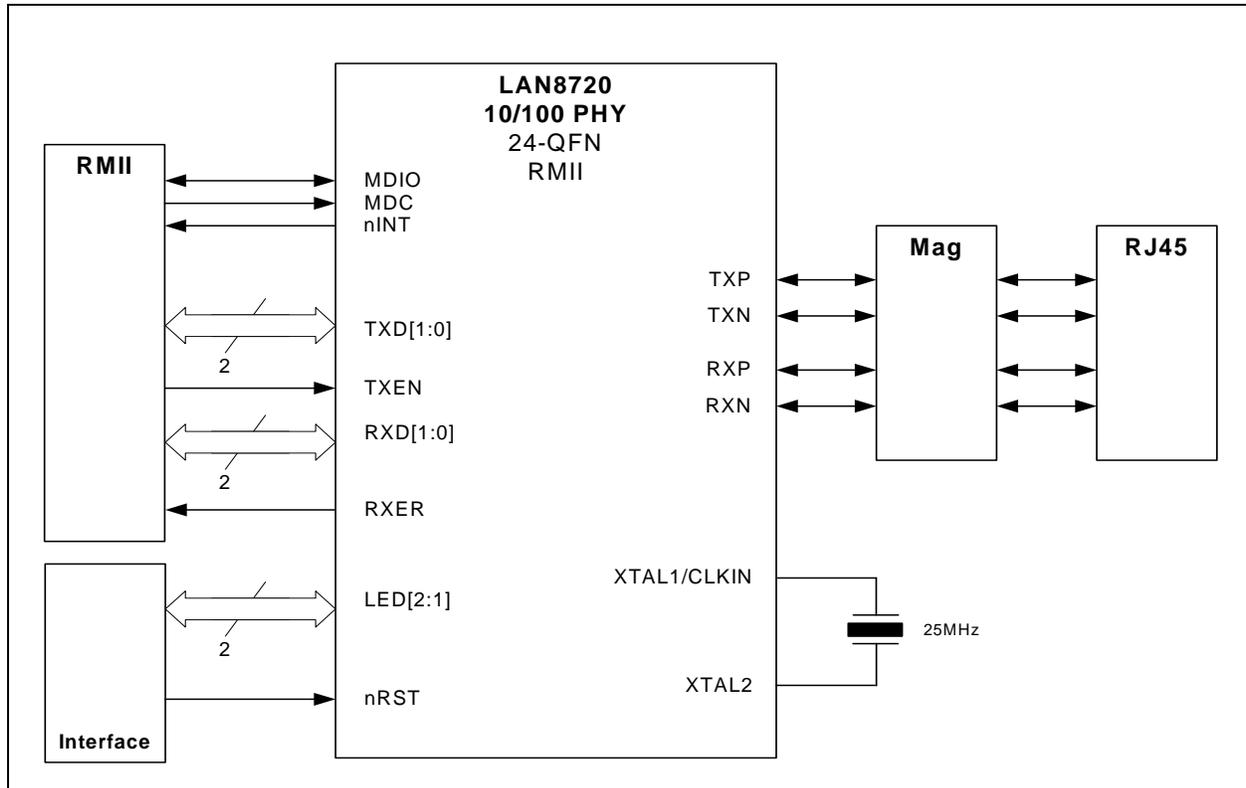 LAN8720
10/100 PHY
24-QFN
RMII
RMII
MDIO
MDC
nINT
TXD[1:0]
2
TXEN
RXD[1:0]
2
RXER
LED[2:1]
2
nRST
Interface
TXP
TXN
RXP
RXN
Mag
RJ45
XTAL1/CLKIN
25MHz
XTAL2